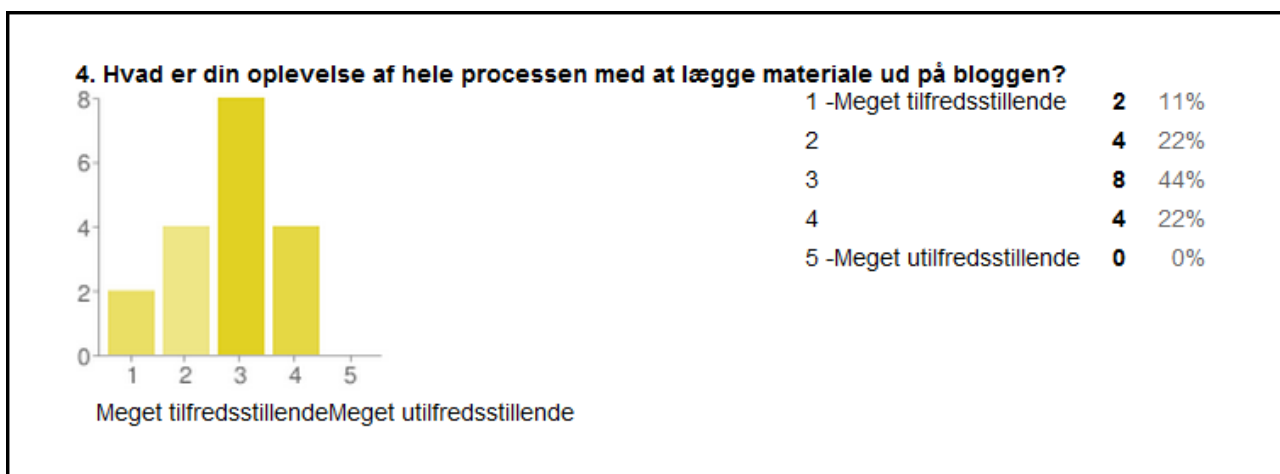 4. Hvad er din oplevelse af hele processen med at lægge materiale ud på bloggen?
8
6
4
2
0
1 2 3 4 5
Meget tilfredsstillendeMeget utilfredsstillende
1 -Meget tilfredsstillende 2 11%
2 4 22%
3 8 44%
4 4 22%
5 -Meget utilfredsstillende 0 0%